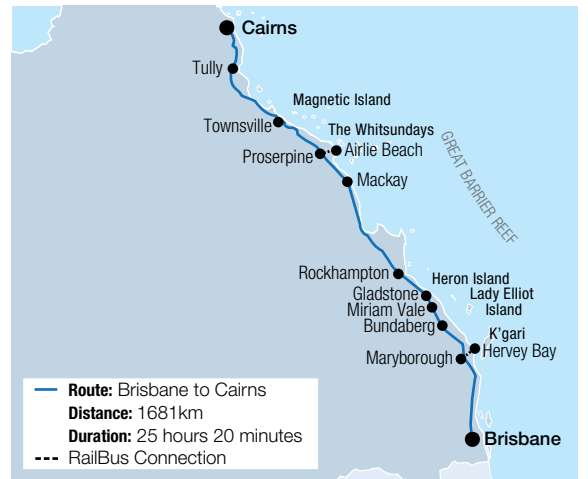 Cairns
Tully
Magnetic Island
Townsville
The Whitsundays
Airlie Beach
Proserpine
Mackay
GREAT BARRIER REEF
Rockhampton
Heron Island
Gladstone
Lady Elliot
Island
Miriam Vale
Bundaberg
K'gari
Hervey Bay
Maryborough
Route: Brisbane to Cairns
Distance: 1681km
Duration: 25 hours 20 minutes
RailBus Connection
Brisbane